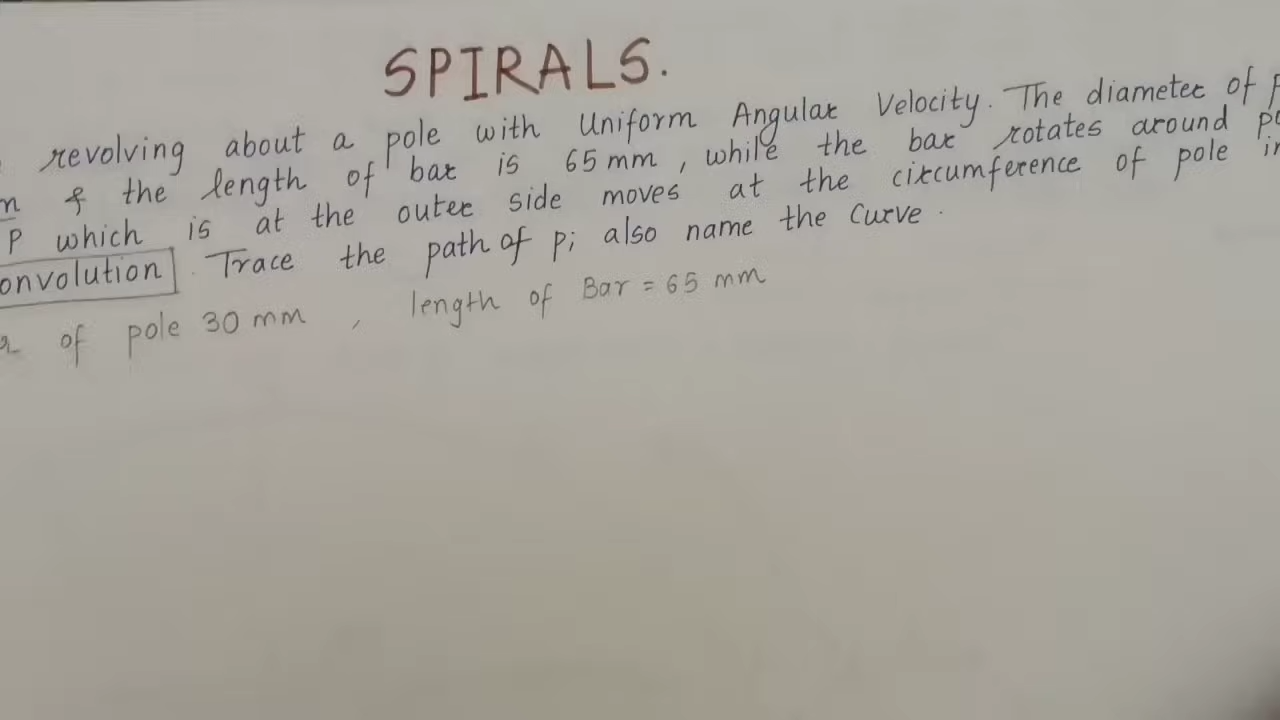 SPIRALS.
revolving about a pole with Uniform Angular Velocity. The diameter of
& the length of bar is 65 mm, while the bar rotates around
P which is at the outer side moves at the circumference of pole in
onvolution. Trace the path of P; also name the Curve.
of pole 30 mm, length of Bar = 65 mm